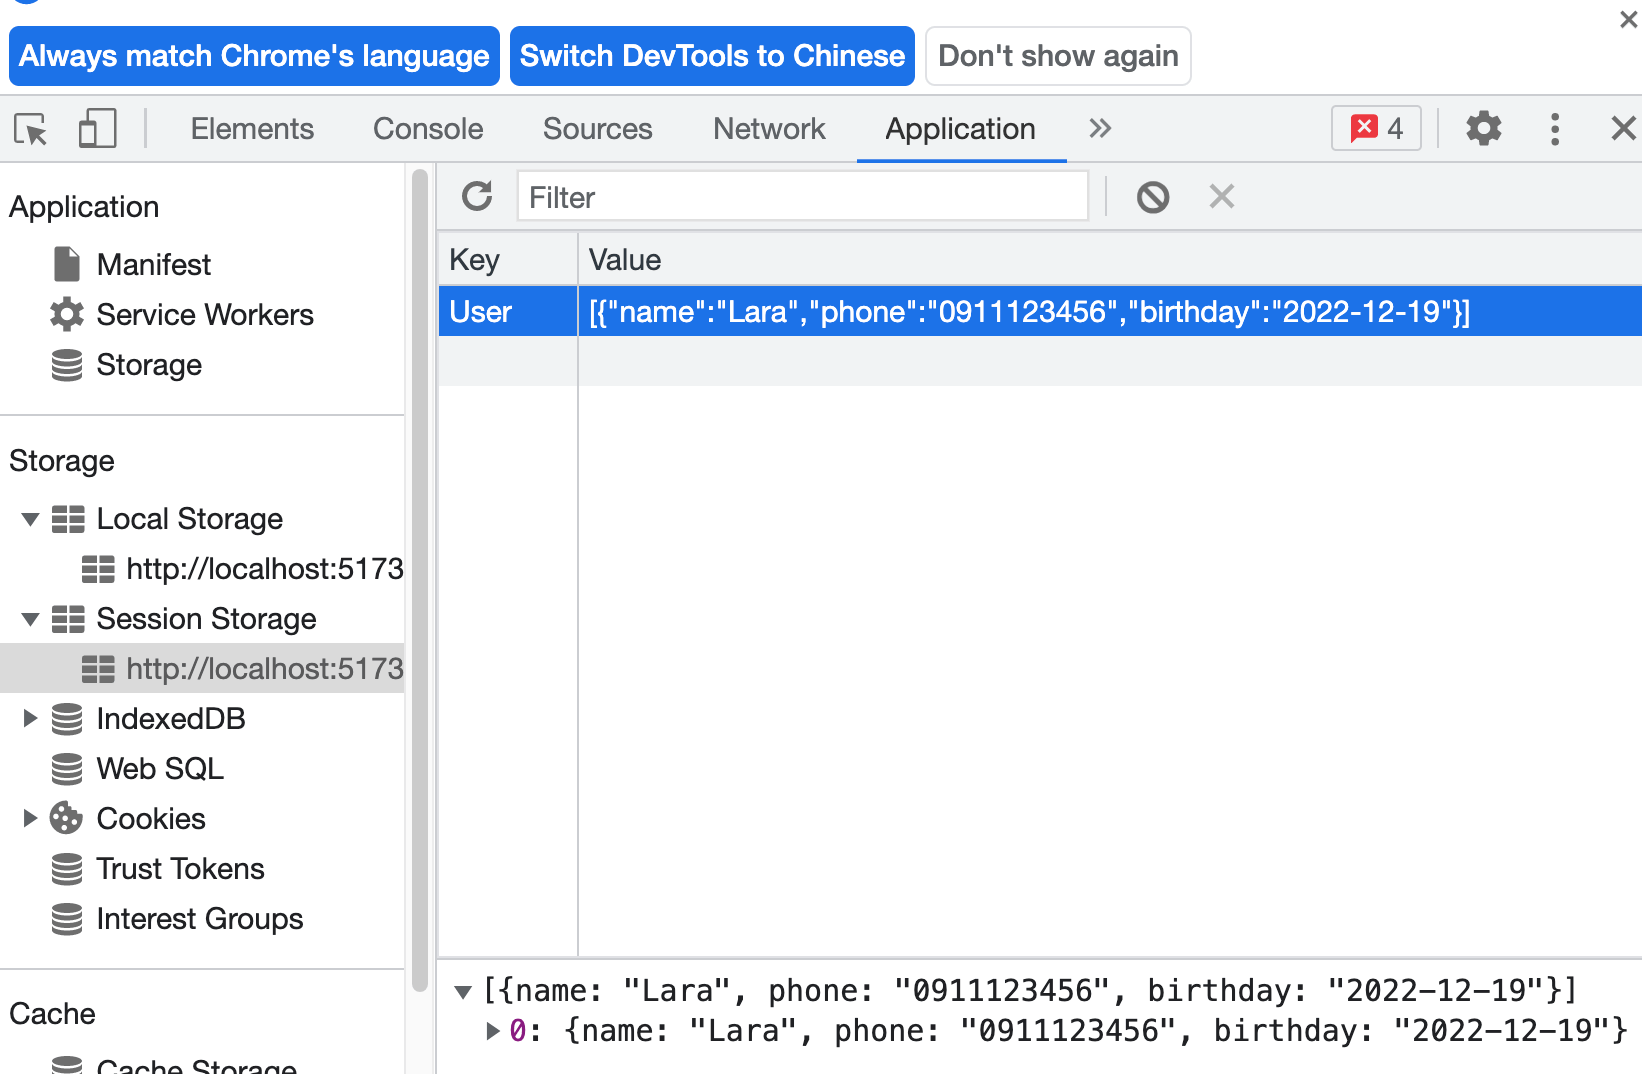 Always match Chrome's language Switch DevTools to Chinese Don't show again
Elements Console Sources Network Application 4
Application
Manifest
Service Workers
Storage
Storage
Local Storage
http://localhost:5173
Session Storage
http://localhost:5173
IndexedDB
Web SQL
Cookies
Trust Tokens
Interest Groups
Cache
Cache Storage
Filter
Key Value
User [{"name":"Lara","phone":"0911123456","birthday":"2022-12-19"}]
[{name: "Lara", phone: "0911123456", birthday: "2022-12-19"}]
0: {name: "Lara", phone: "0911123456", birthday: "2022-12-19"}